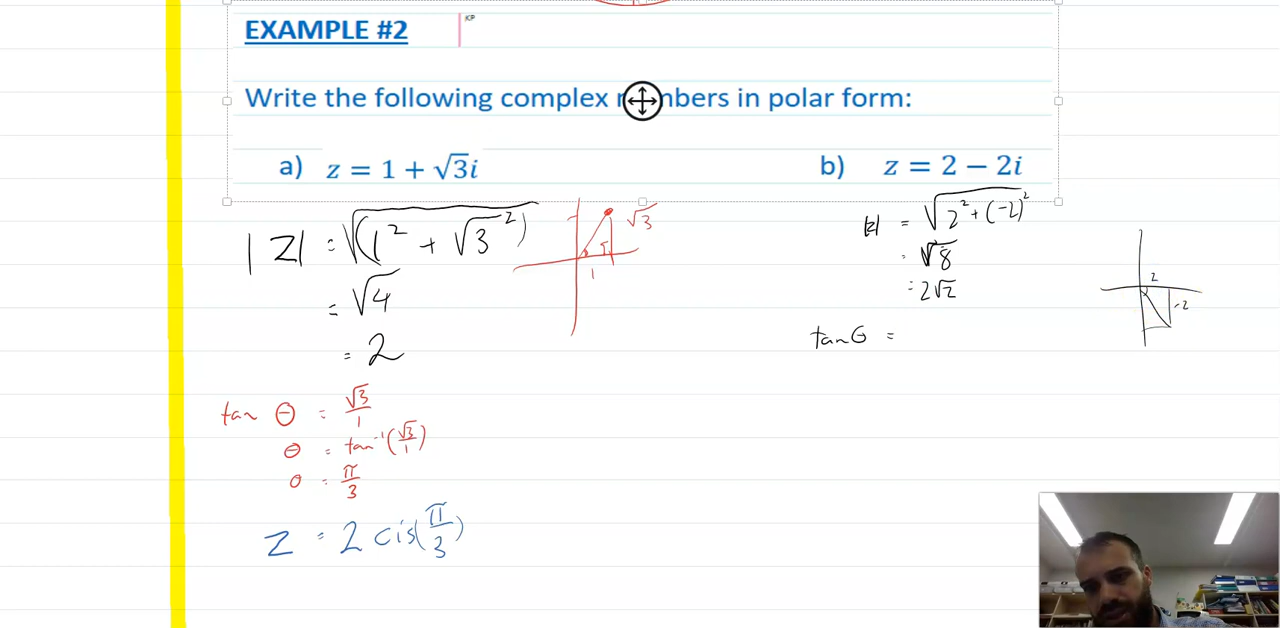 EXAMPLE #2
KP
Write the following complex numbers in polar form:
a) z = 1 + √3i
b) z = 2 − 2i
|Z| = √(1² + √3²)
= √4
= 2
√3
1
tan θ = √3/1
θ = tan⁻¹(√3/1)
θ = π/3
Z = 2 cis(π/3)
|z| = √2² + (-2)²
= √8
= 2√2
2
-2
tan θ =